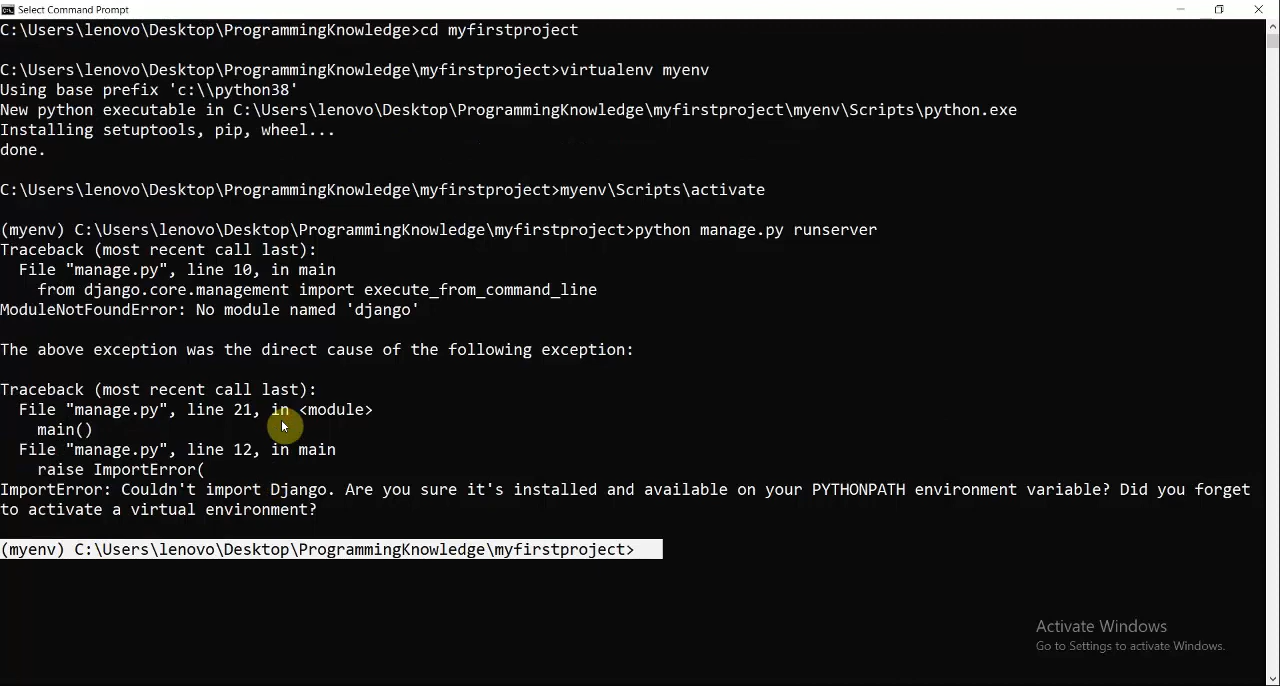 Select Command Prompt
C:\Users\lenovo\Desktop\ProgrammingKnowledge>cd myfirstproject
C:\Users\lenovo\Desktop\ProgrammingKnowledge\myfirstproject>virtualenv myenv
Using base prefix 'c:\\python38'
New python executable in C:\Users\lenovo\Desktop\ProgrammingKnowledge\myfirstproject\myenv\Scripts\python.exe
Installing setuptools, pip, wheel...
done.
C:\Users\lenovo\Desktop\ProgrammingKnowledge\myfirstproject>myenv\Scripts\activate
(myenv) C:\Users\lenovo\Desktop\ProgrammingKnowledge\myfirstproject>python manage.py runserver
Traceback (most recent call last):
  File "manage.py", line 10, in main
    from django.core.management import execute_from_command_line
ModuleNotFoundError: No module named 'django'
The above exception was the direct cause of the following exception:
Traceback (most recent call last):
  File "manage.py", line 21, in <module>
    main()
  File "manage.py", line 12, in main
    raise ImportError(
ImportError: Couldn't import Django. Are you sure it's installed and available on your PYTHONPATH environment variable? Did you forget
to activate a virtual environment?
(myenv) C:\Users\lenovo\Desktop\ProgrammingKnowledge\myfirstproject>
Activate Windows
Go to Settings to activate Windows.